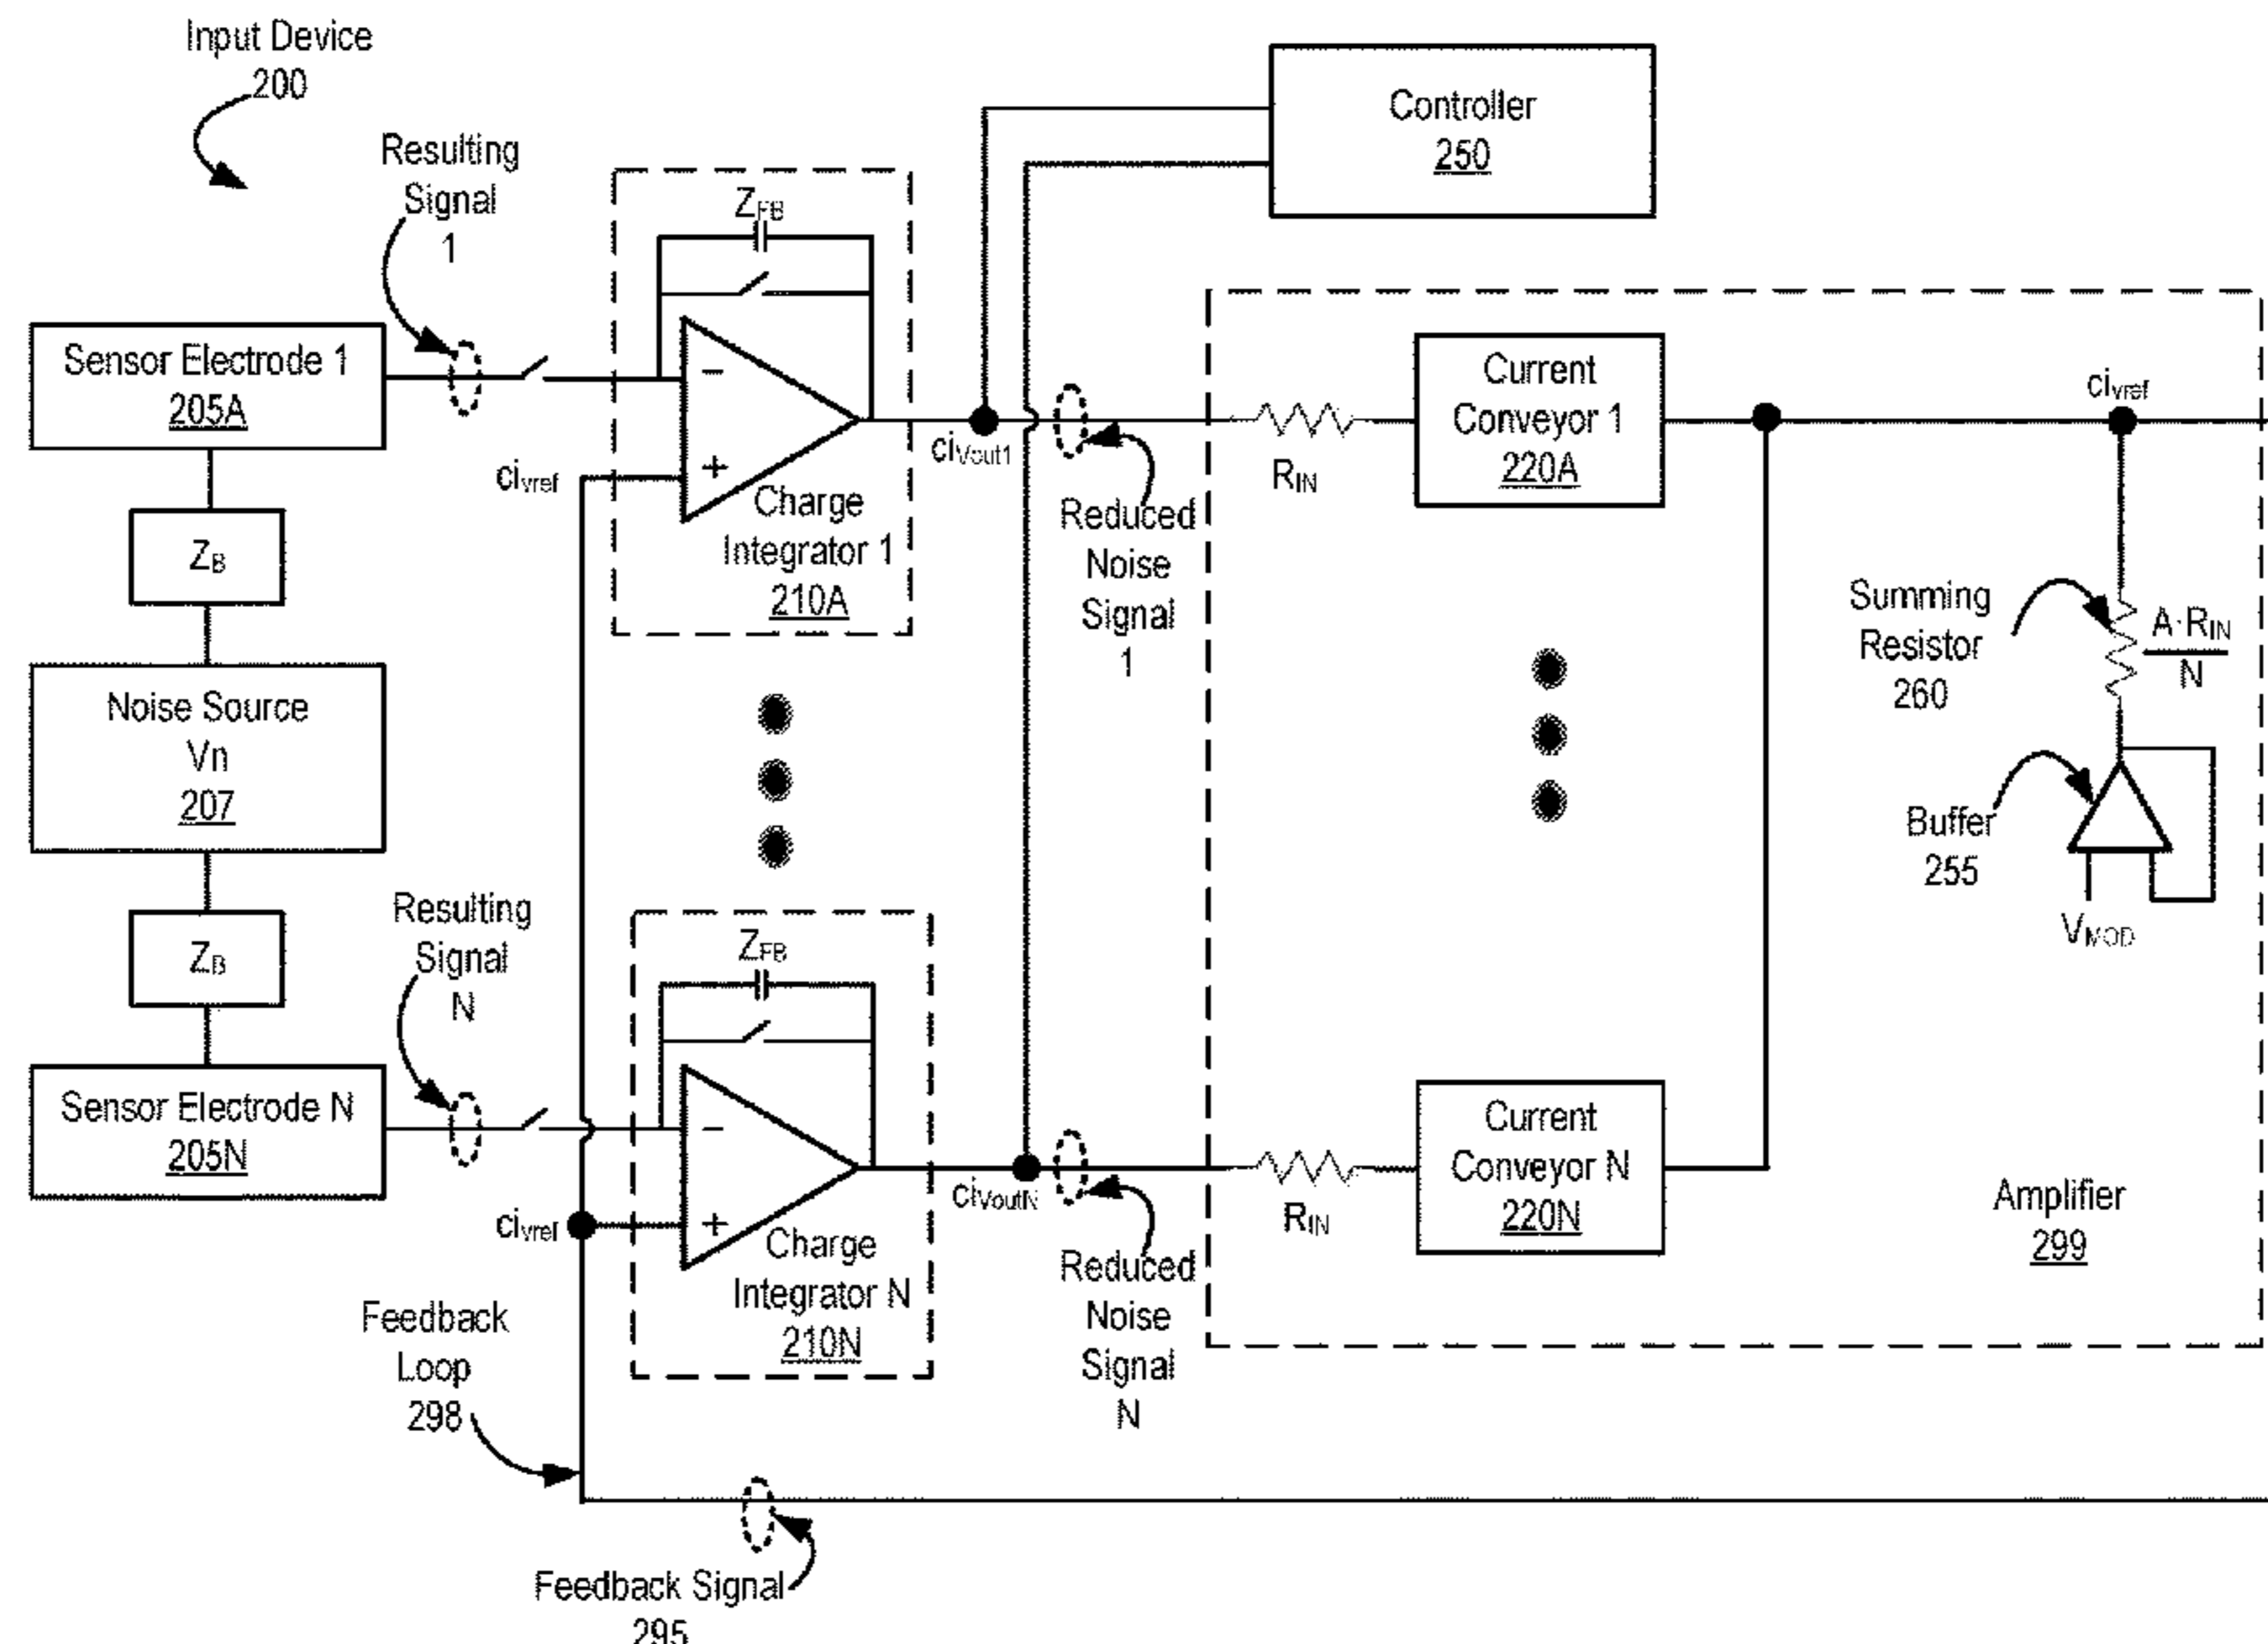 Input Device
200
Resulting
Signal
1
Controller
250
Z_FB
Sensor Electrode 1
205A
−
+
ci_vref
Charge
Integrator 1
210A
ci_Vout1
Reduced
Noise
Signal
1
R_IN
Current
Conveyor 1
220A
ci_vref
Z_B
Noise Source
Vn
207
Z_B
Summing
Resistor
260
A·R_IN
N
Buffer
255
V_MOD
Resulting
Signal
N
Z_FB
Sensor Electrode N
205N
−
+
ci_vref
Charge
Integrator N
210N
ci_VoutN
Reduced
Noise
Signal
N
R_IN
Current
Conveyor N
220N
Amplifier
299
Feedback
Loop
298
Feedback Signal
295